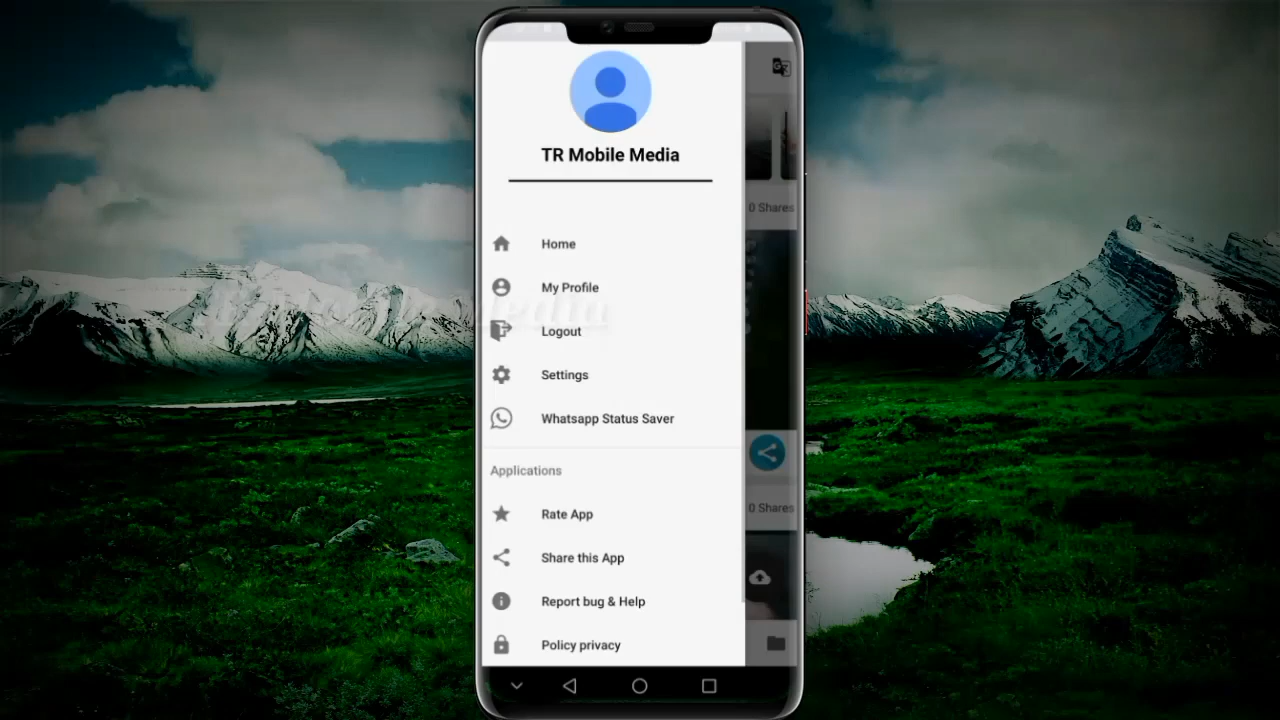 TR Mobile Media
0 Shares
Home
My Profile
Logout
Settings
Whatsapp Status Saver
Applications
0 Shares
Rate App
Share this App
Report bug & Help
Policy privacy